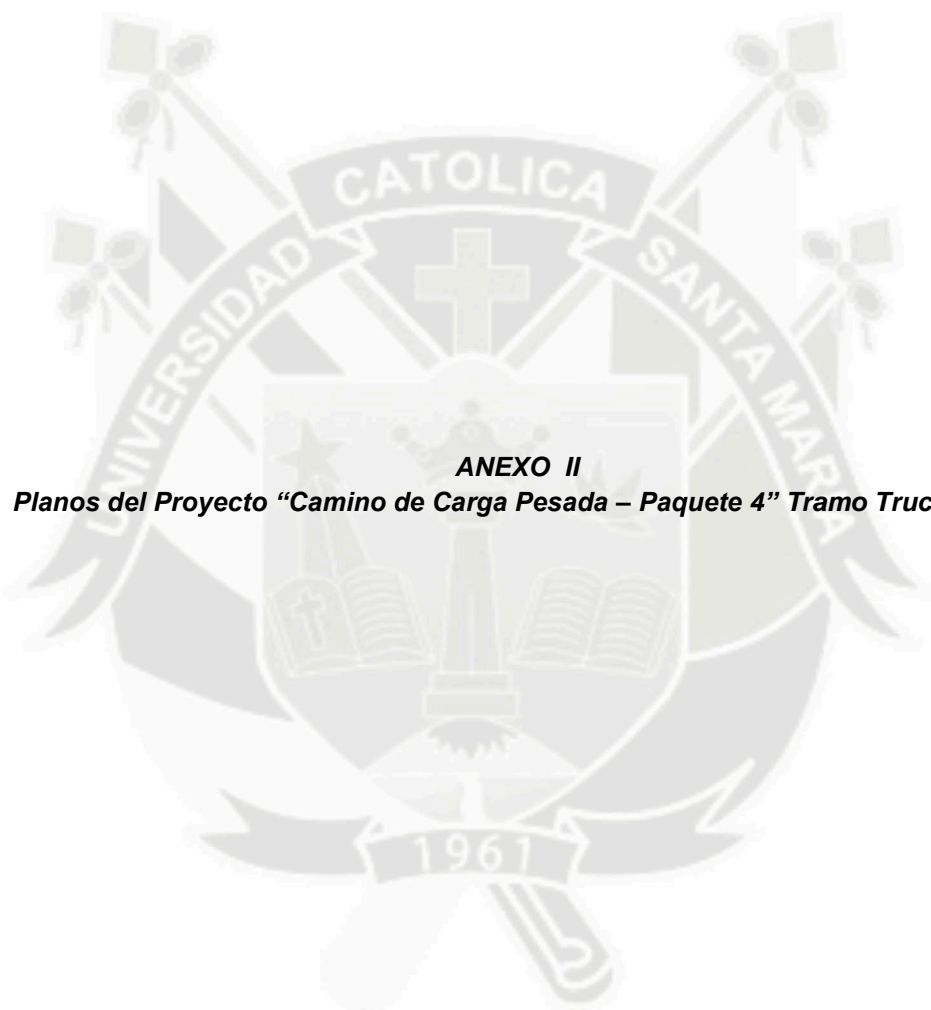 CATOLICA
UNIVERSIDAD
SANTA MARIA
ANEXO II
Planos del Proyecto “Camino de Carga Pesada – Paquete 4” Tramo Truc
1961